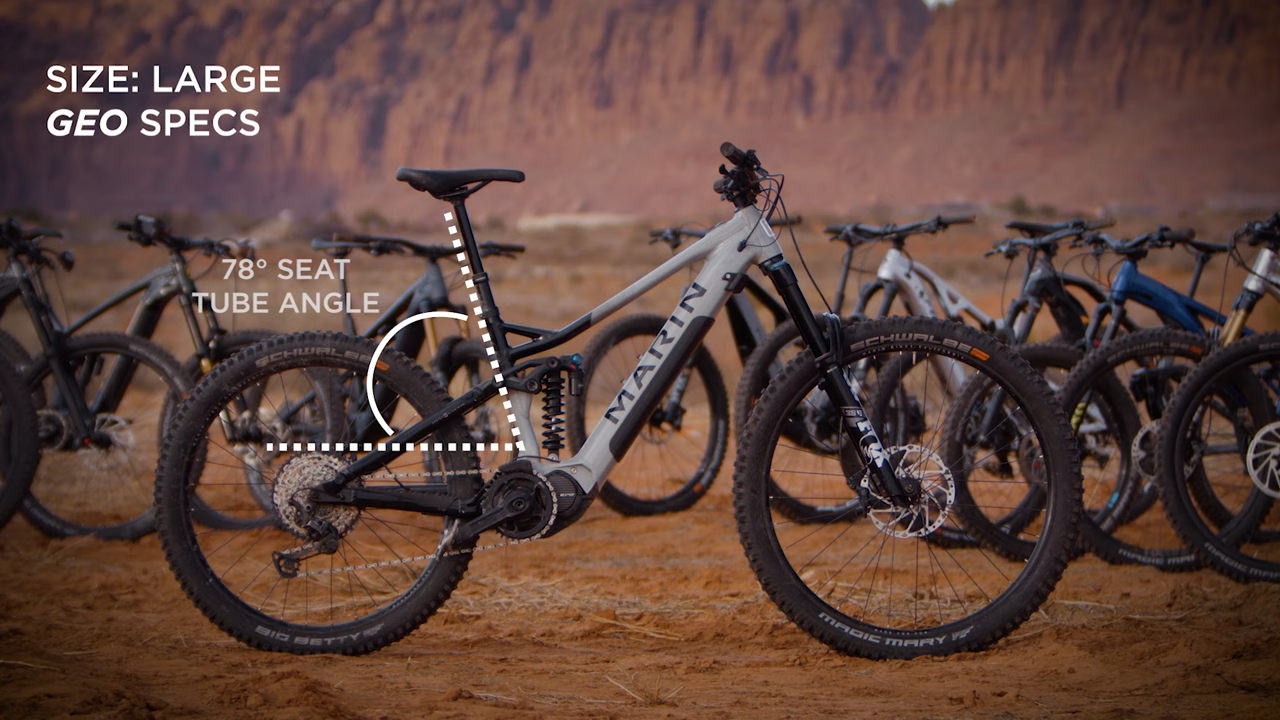 SIZE: LARGE
GEO SPECS
78° SEAT
TUBE ANGLE
MARIN
SCHWALBE
SCHWALBE
BIG BETTY
MAGIC MARY